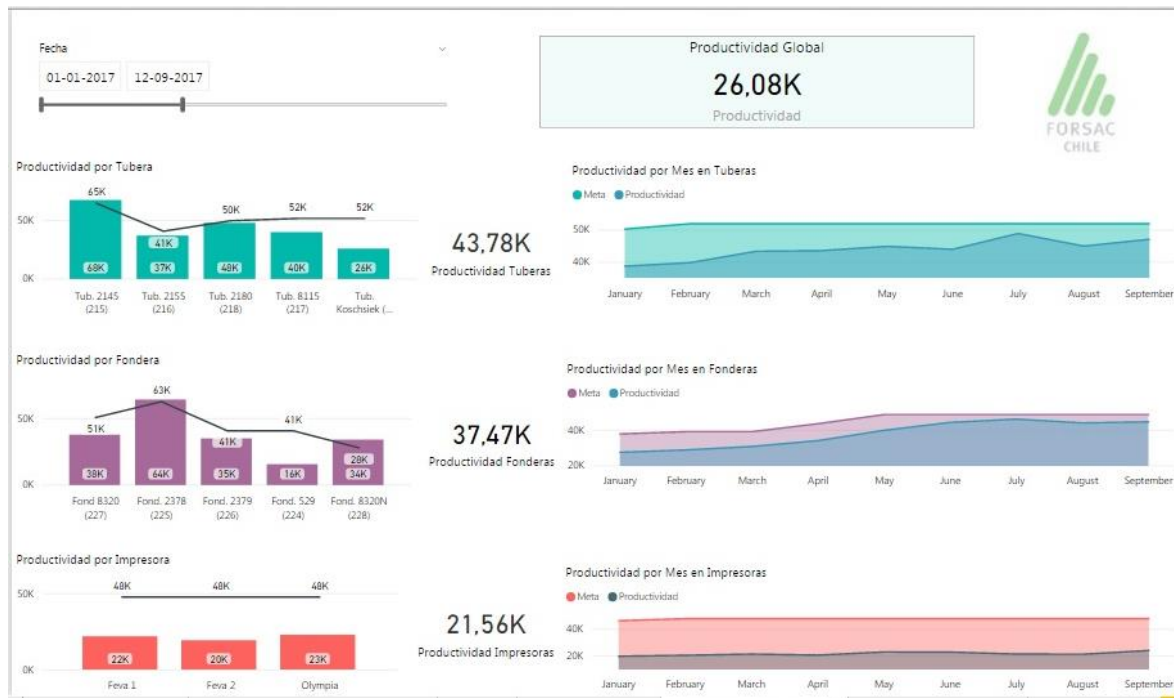 Fecha
01-01-2017 12-09-2017
Productividad Global
26,08K
Productividad
FORSAC
CHILE
Productividad por Tubera
65K
41K
50K
52K
52K
50K
0K
68K
37K
48K
40K
26K
Tub. 2145
(215)
Tub. 2155
(216)
Tub. 2180
(218)
Tub. 8115
(217)
Tub.
Koschsiek (...
43,78K
Productividad Tuberas
Productividad por Mes en Tuberas
Meta Productividad
50K
40K
January February March April May June July August September
Productividad por Fondera
51K
63K
41K
41K
28K
50K
0K
38K
64K
35K
16K
34K
Fond 8320
(227)
Fond. 2378
(225)
Fond. 2379
(226)
Fond. 529
(224)
Fond. 8320N
(228)
37,47K
Productividad Fonderas
Productividad por Mes en Fonderas
Meta Productividad
40K
20K
January February March April May June July August September
Productividad por Impresora
48K
48K
48K
50K
0K
22K
20K
23K
Feva 1
Feva 2
Olympia
21,56K
Productividad Impresoras
Productividad por Mes en Impresoras
Meta Productividad
40K
20K
January February March April May June July August September